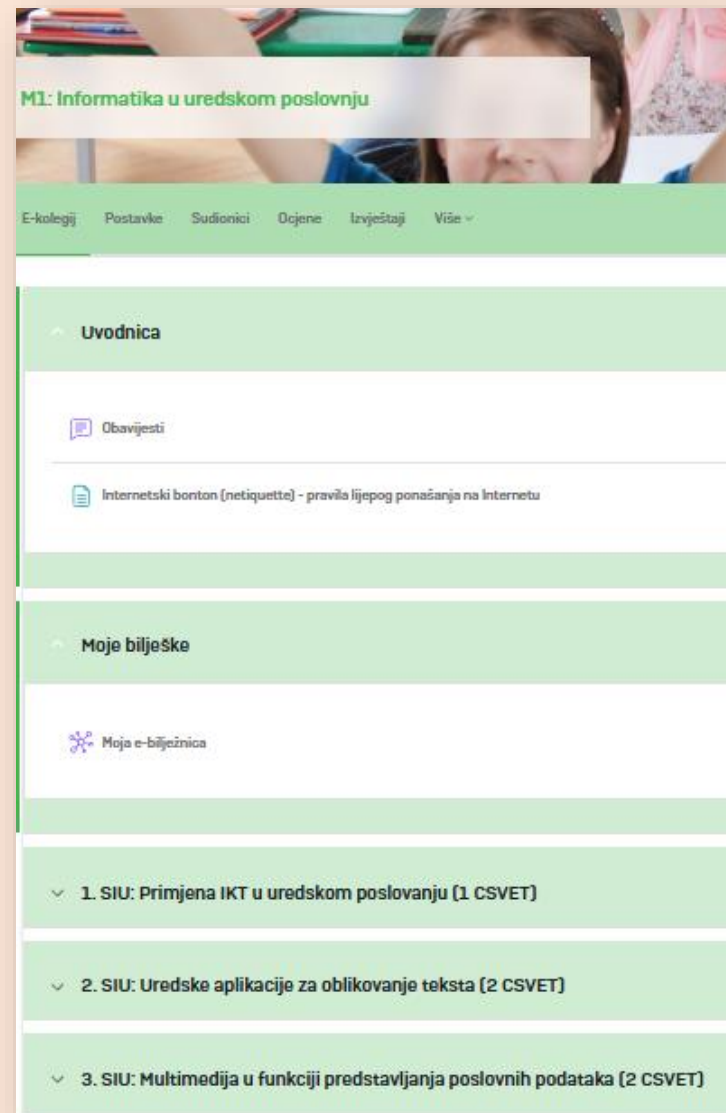 M1: Informatika u uredskom poslovnju
E-kolegij Postavke Sudionici Ocjene Izvještaji Više
Uvodnica
Obavijesti
Internetski bonton (netiquette) - pravila lijepog ponašanja na Internetu
Moje bilješke
Moja e-bilježnica
1. SIU: Primjena IKT u uredskom poslovanju (1 CSVET)
2. SIU: Uredske aplikacije za oblikovanje teksta (2 CSVET)
3. SIU: Multimedija u funkciji predstavljanja poslovnih podataka (2 CSVET)